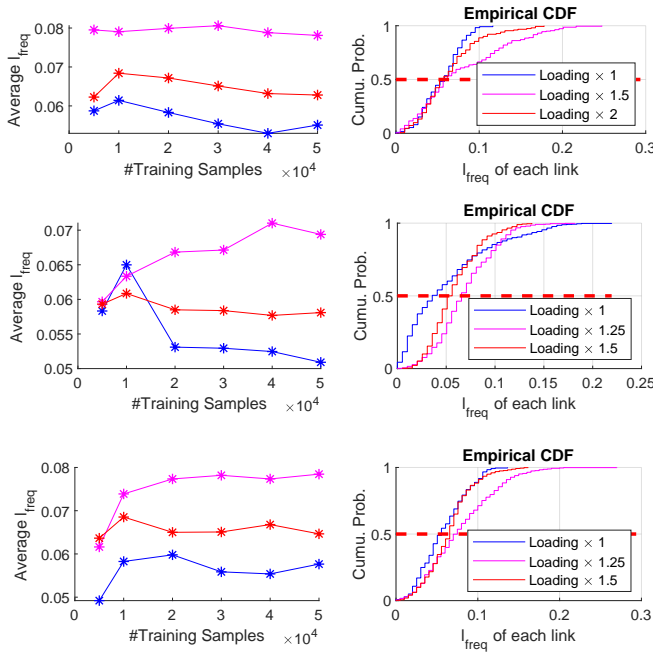 Average I_freq
0.08
0.07
0.06
0 1 2 3 4 5
#Training Samples ×10^4
Empirical CDF
Cumu. Prob.
1
0.5
0
Loading × 1
Loading × 1.5
Loading × 2
0 0.1 0.2 0.3
I_freq of each link
Average I_freq
0.07
0.065
0.06
0.055
0.05
0 1 2 3 4 5
#Training Samples ×10^4
Empirical CDF
Cumu. Prob.
1
0.5
0
Loading × 1
Loading × 1.25
Loading × 1.5
0 0.05 0.1 0.15 0.2 0.25
I_freq of each link
Average I_freq
0.08
0.07
0.06
0.05
0 1 2 3 4 5
#Training Samples ×10^4
Empirical CDF
Cumu. Prob.
1
0.5
0
Loading × 1
Loading × 1.25
Loading × 1.5
0 0.1 0.2 0.3
I_freq of each link